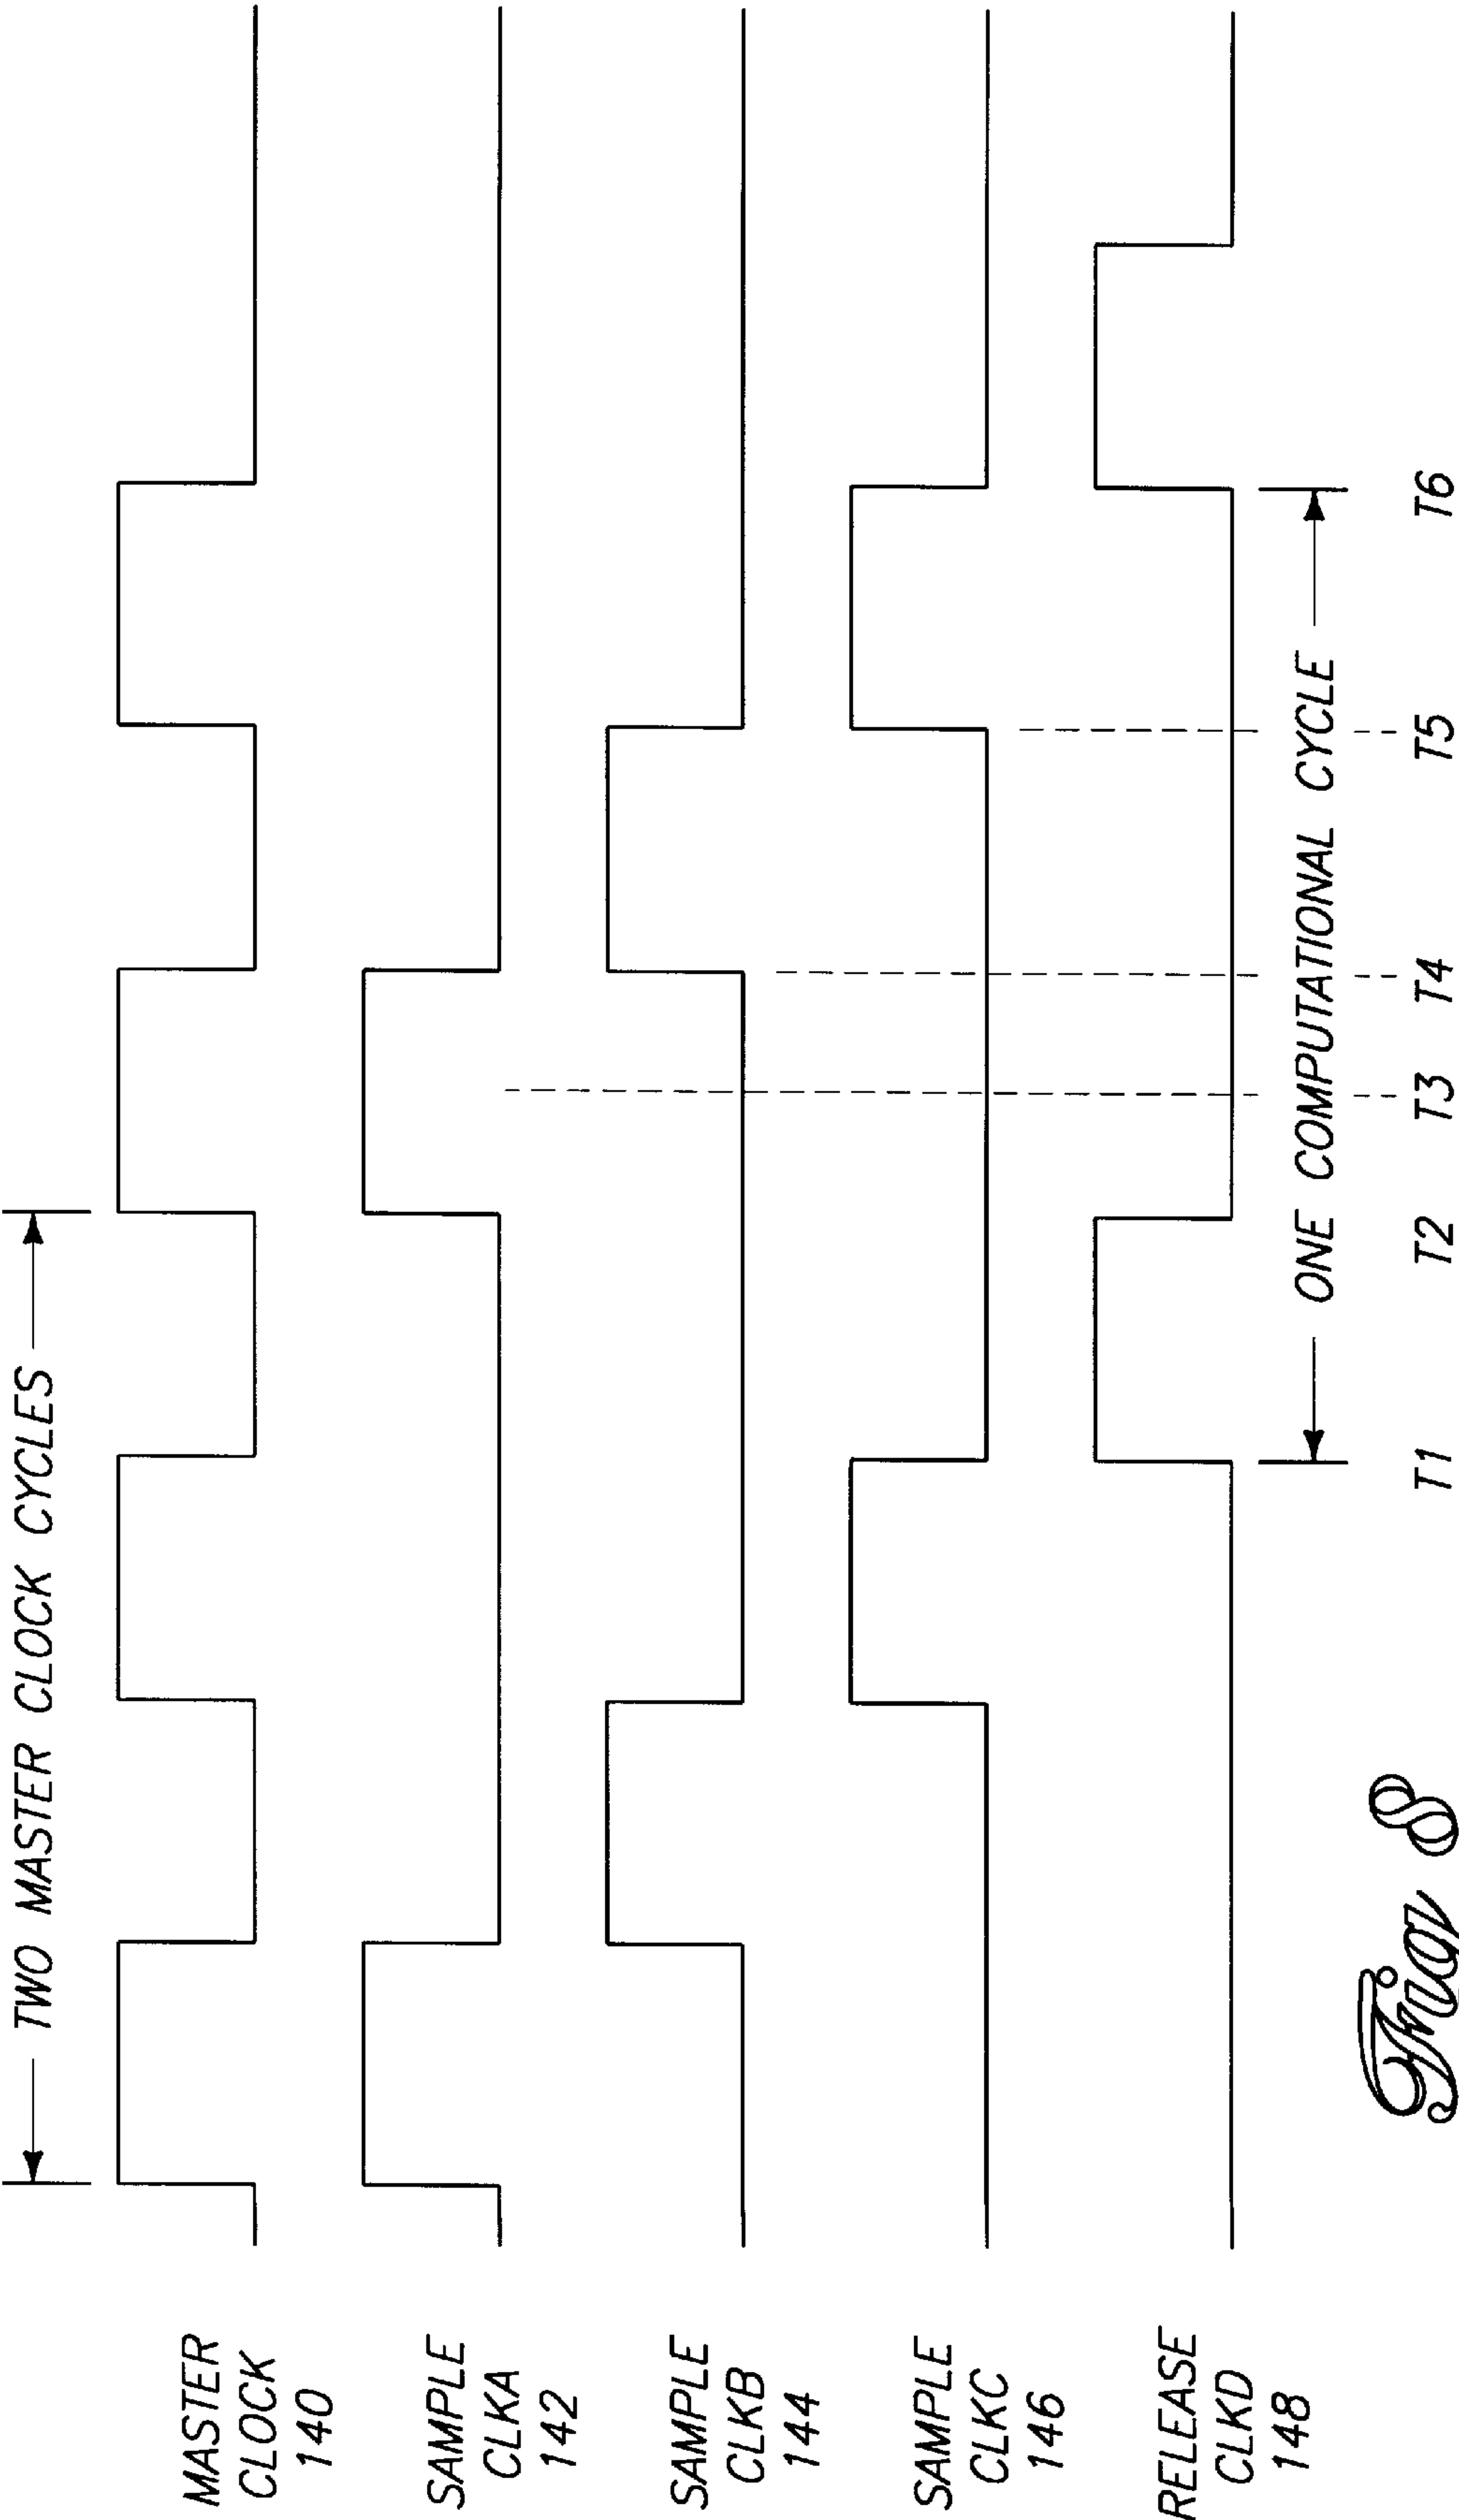 TWO MASTER CLOCK CYCLES
MASTER
CLOCK
140
SAMPLE
CLKA
142
SAMPLE
CLKB
144
SAMPLE
CLKC
146
RELEASE
CLKD
148
ONE COMPUTATIONAL CYCLE
T1 T2 T3 T4 T5 T6
Fig 8